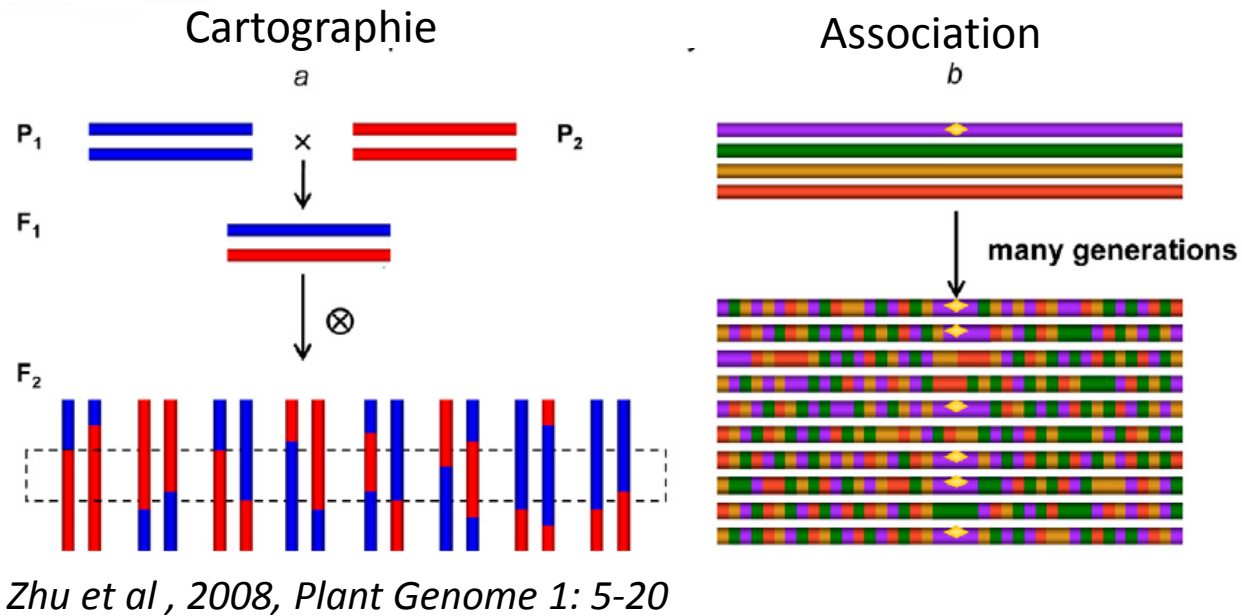 Cartographie
Association
a
b
P₁
×
P₂
F₁
many generations
⊗
F₂
Zhu et al , 2008, Plant Genome 1: 5-20